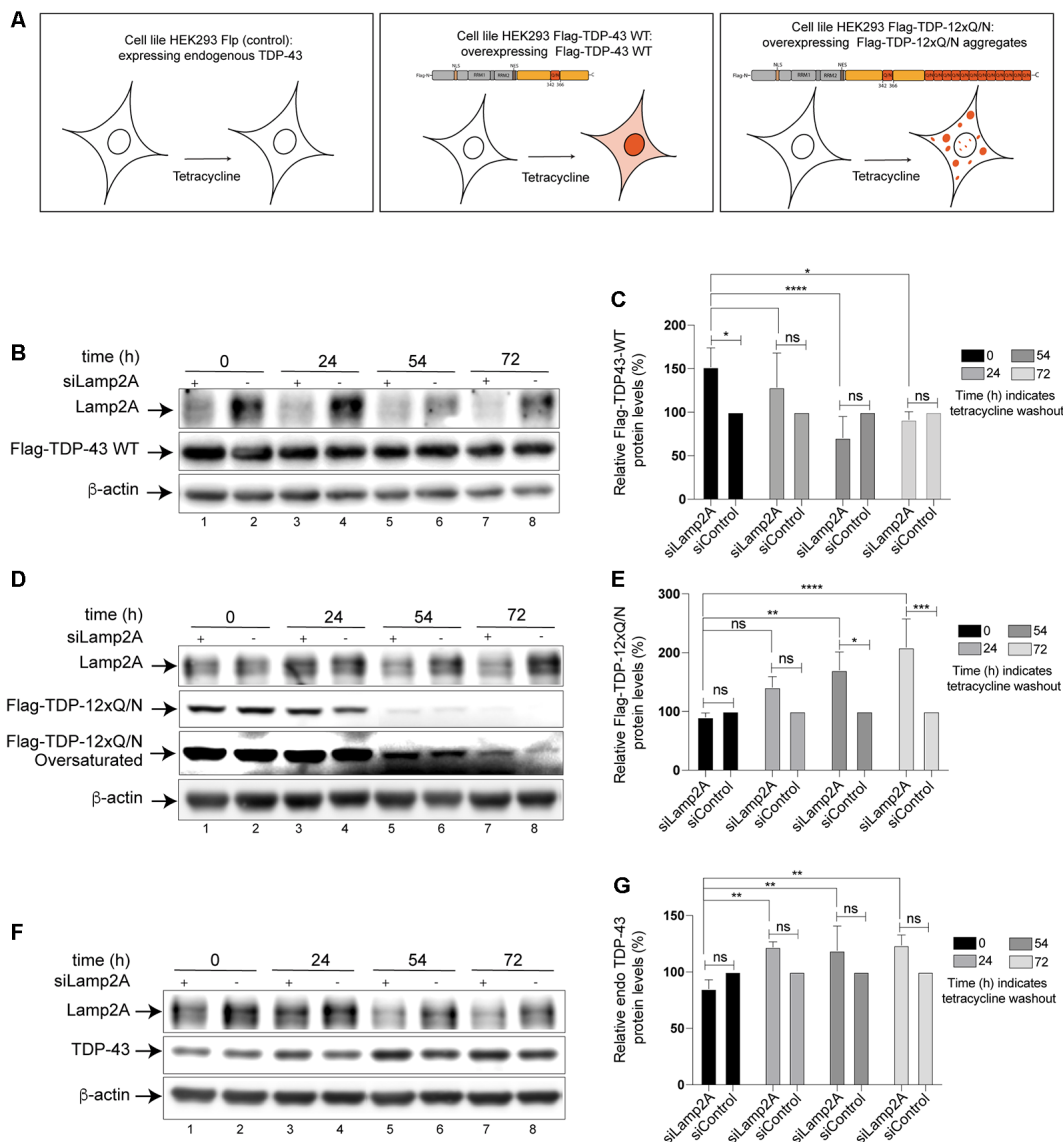 A
Cell lile HEK293 Flp (control):
expressing endogenous TDP-43
Tetracycline
Cell lile HEK293 Flag-TDP-43 WT:
overexpressing Flag-TDP-43 WT
NLS
NES
Flag-N
RRM1
RRM2
Q/N
C
342 366
Tetracycline
Cell lile HEK293 Flag-TDP-12xQ/N:
overexpressing Flag-TDP-12xQ/N aggregates
NLS
NES
Flag-N
RRM1
RRM2
Q/N
Q/N Q/N Q/N Q/N Q/N Q/N Q/N Q/N Q/N Q/N Q/N Q/N
C
342 366
Tetracycline
B
time (h) 0 24 54 72
siLamp2A + - + - + - + -
Lamp2A
Flag-TDP-43 WT
β-actin
1 2 3 4 5 6 7 8
C
Relative Flag-TDP43-WT
protein levels (%)
200
150
100
50
0
*
****
* ns ns ns
siLamp2A siControl siLamp2A siControl siLamp2A siControl siLamp2A siControl
0 54
24 72
Time (h) indicates
tetracycline washout
D
time (h) 0 24 54 72
siLamp2A + - + - + - + -
Lamp2A
Flag-TDP-12xQ/N
Flag-TDP-12xQ/N
Oversaturated
β-actin
1 2 3 4 5 6 7 8
E
Relative Flag-TDP-12xQ/N
protein levels (%)
300
200
100
0
****
**
ns
ns ns * ***
siLamp2A siControl siLamp2A siControl siLamp2A siControl siLamp2A siControl
0 54
24 72
Time (h) indicates
tetracycline washout
F
time (h) 0 24 54 72
siLamp2A + - + - + - + -
Lamp2A
TDP-43
β-actin
1 2 3 4 5 6 7 8
G
Relative endo TDP-43
protein levels (%)
150
100
50
0
**
**
**
ns ns ns ns
siLamp2A siControl siLamp2A siControl siLamp2A siControl siLamp2A siControl
0 54
24 72
Time (h) indicates
tetracycline washout